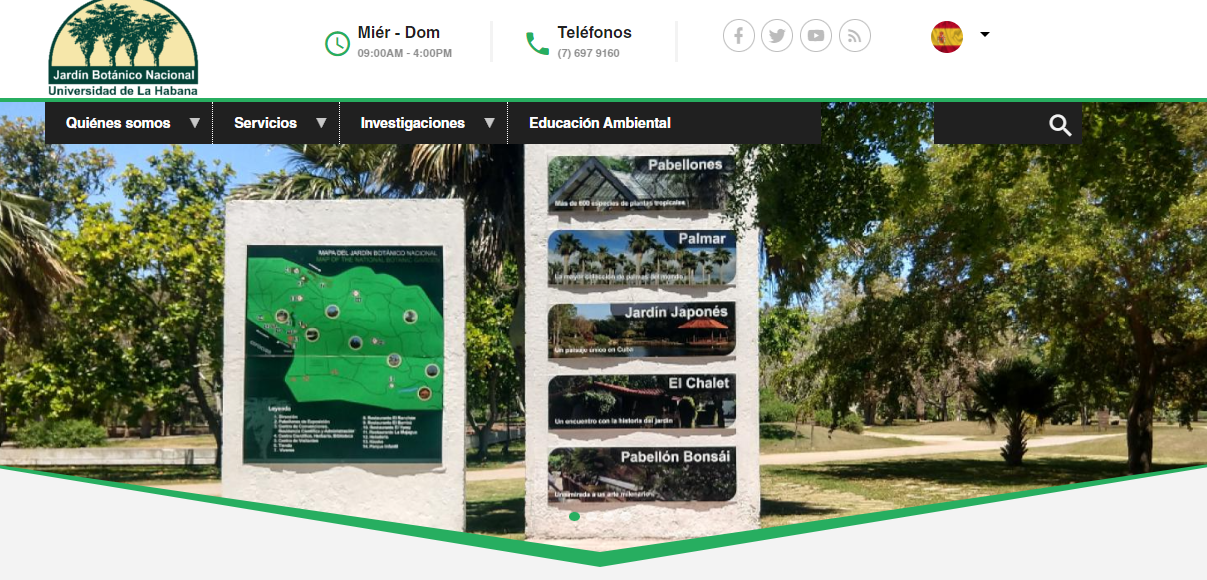 Jardín Botánico Nacional
Universidad de La Habana
Miér - Dom
09:00AM - 4:00PM
Teléfonos
(7) 697 9160
Quiénes somos
Servicios
Investigaciones
Educación Ambiental
MAPA DEL JARDÍN BOTÁNICO NACIONAL
MAP OF THE NATIONAL BOTANIC GARDEN
Leyenda
Pabellones
Más de 600 especies de plantas tropicales
Palmar
La mayor colección de palmas del mundo
Jardín Japonés
Un paisaje único en Cuba
El Chalet
Un encuentro con la historia del jardín
Pabellón Bonsái
Una mirada a un arte milenario